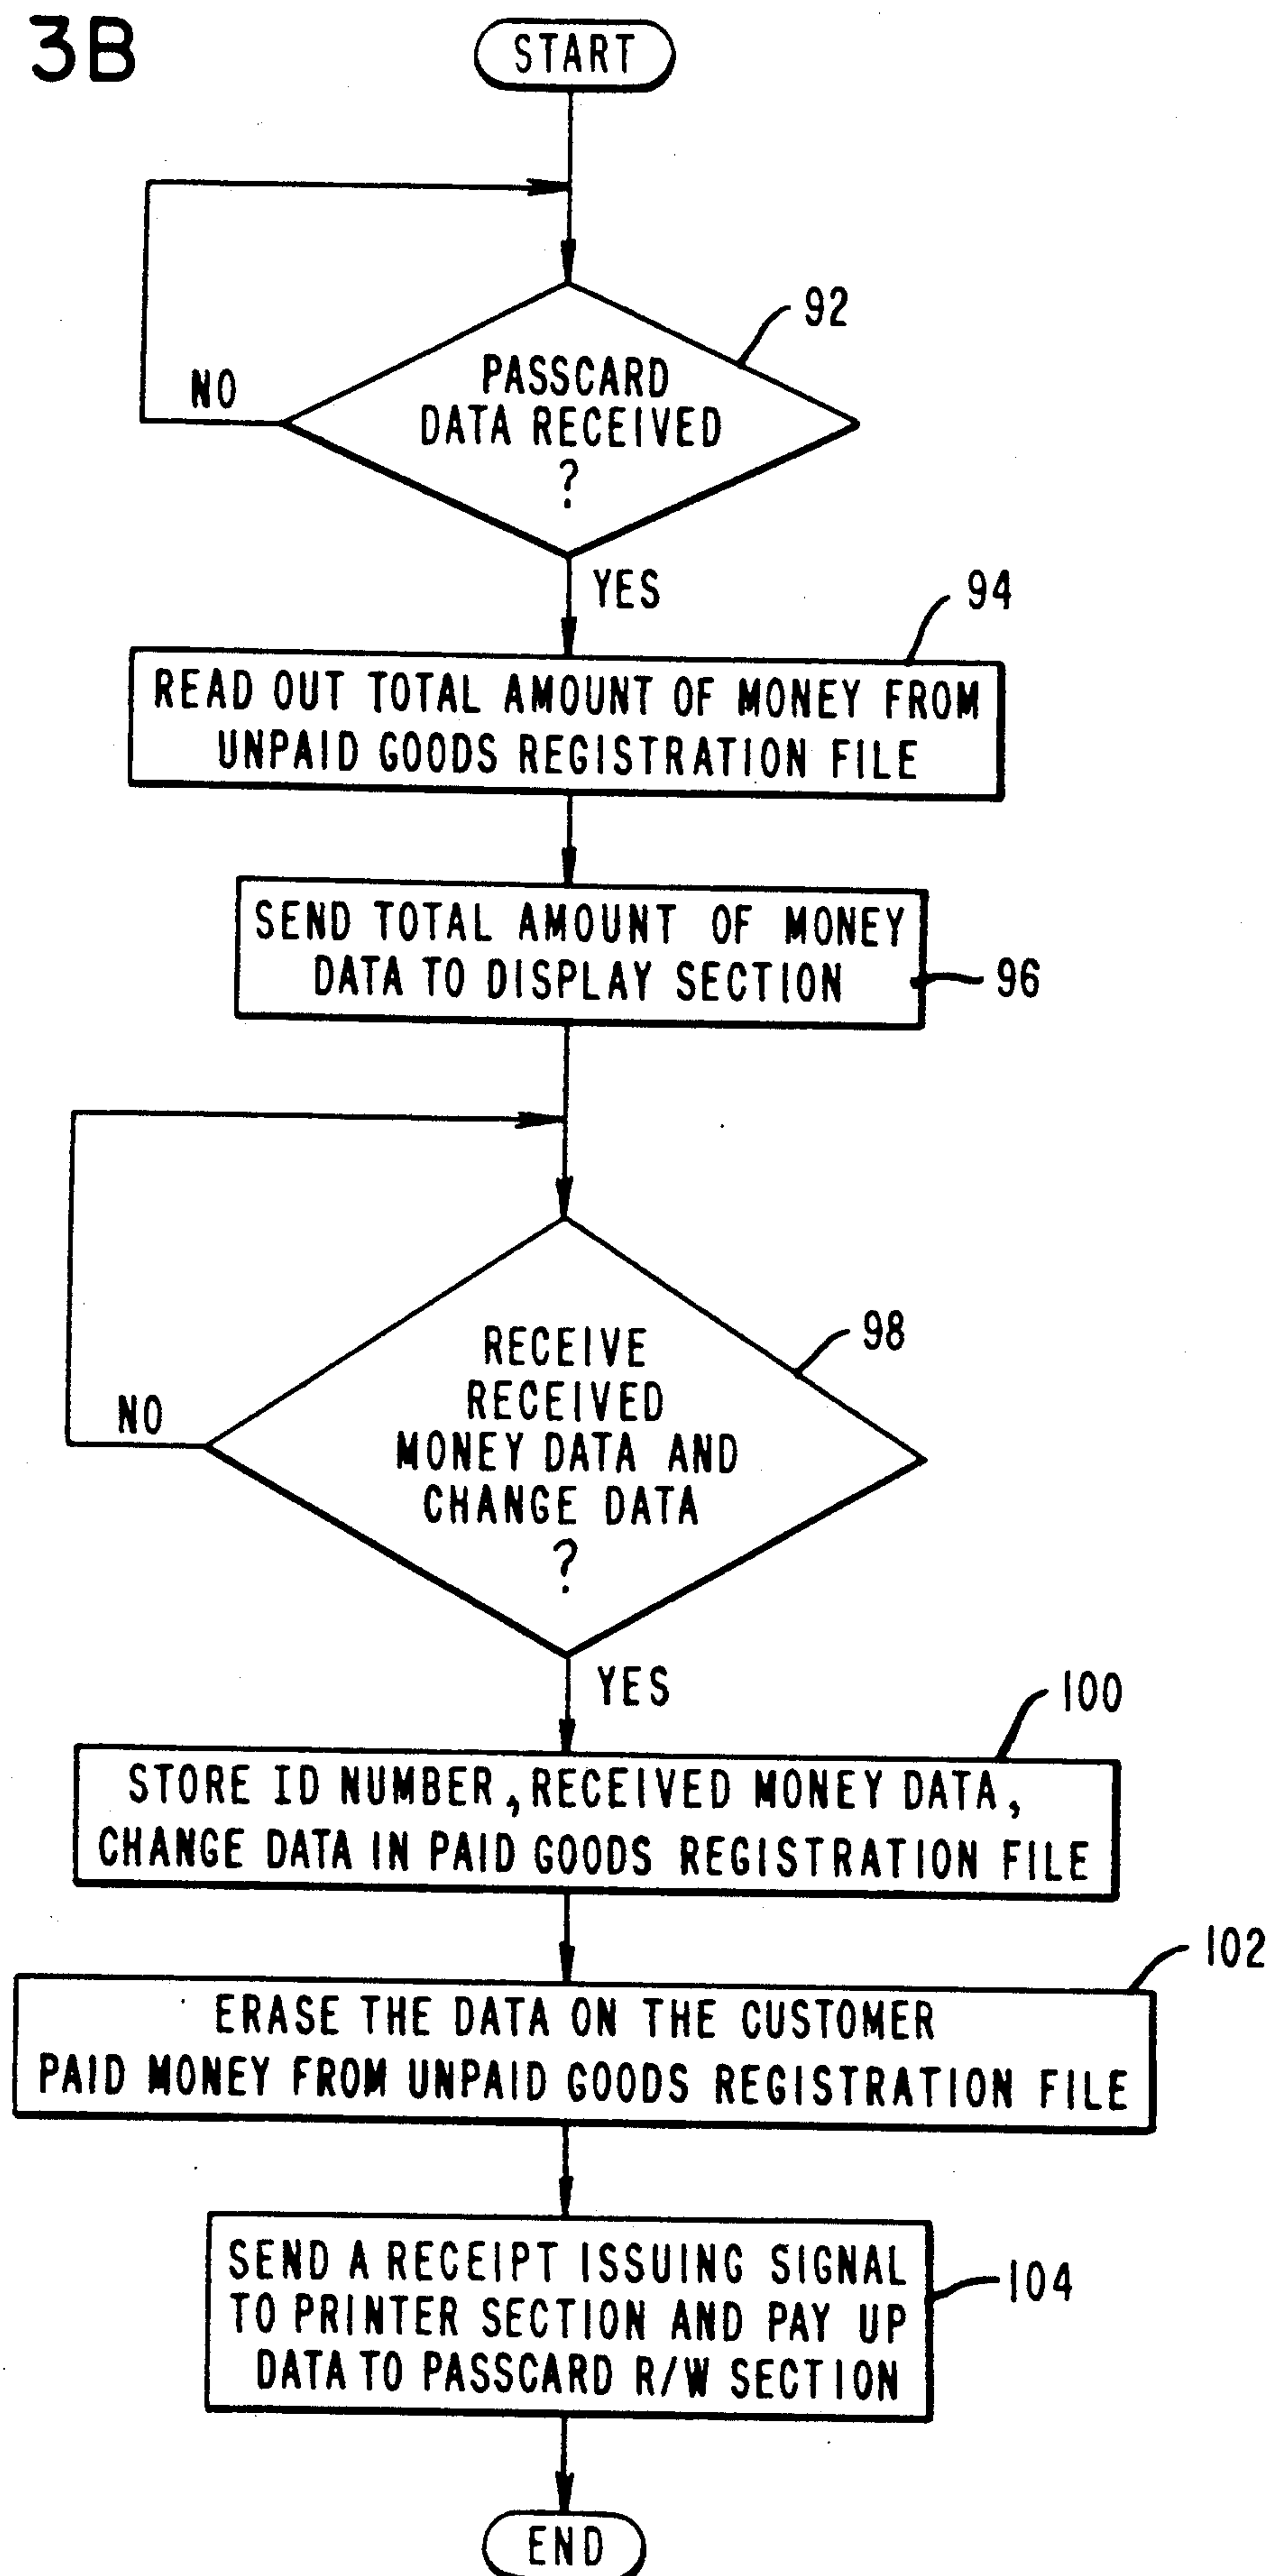 3B
START
92
PASSCARD
DATA RECEIVED
?
NO
YES
94
READ OUT TOTAL AMOUNT OF MONEY FROM
UNPAID GOODS REGISTRATION FILE
SEND TOTAL AMOUNT OF MONEY
DATA TO DISPLAY SECTION
96
98
RECEIVE
RECEIVED
MONEY DATA AND
CHANGE DATA
?
NO
YES
100
STORE ID NUMBER, RECEIVED MONEY DATA,
CHANGE DATA IN PAID GOODS REGISTRATION FILE
102
ERASE THE DATA ON THE CUSTOMER
PAID MONEY FROM UNPAID GOODS REGISTRATION FILE
SEND A RECEIPT ISSUING SIGNAL
TO PRINTER SECTION AND PAY UP
DATA TO PASSCARD R/W SECTION
104
END